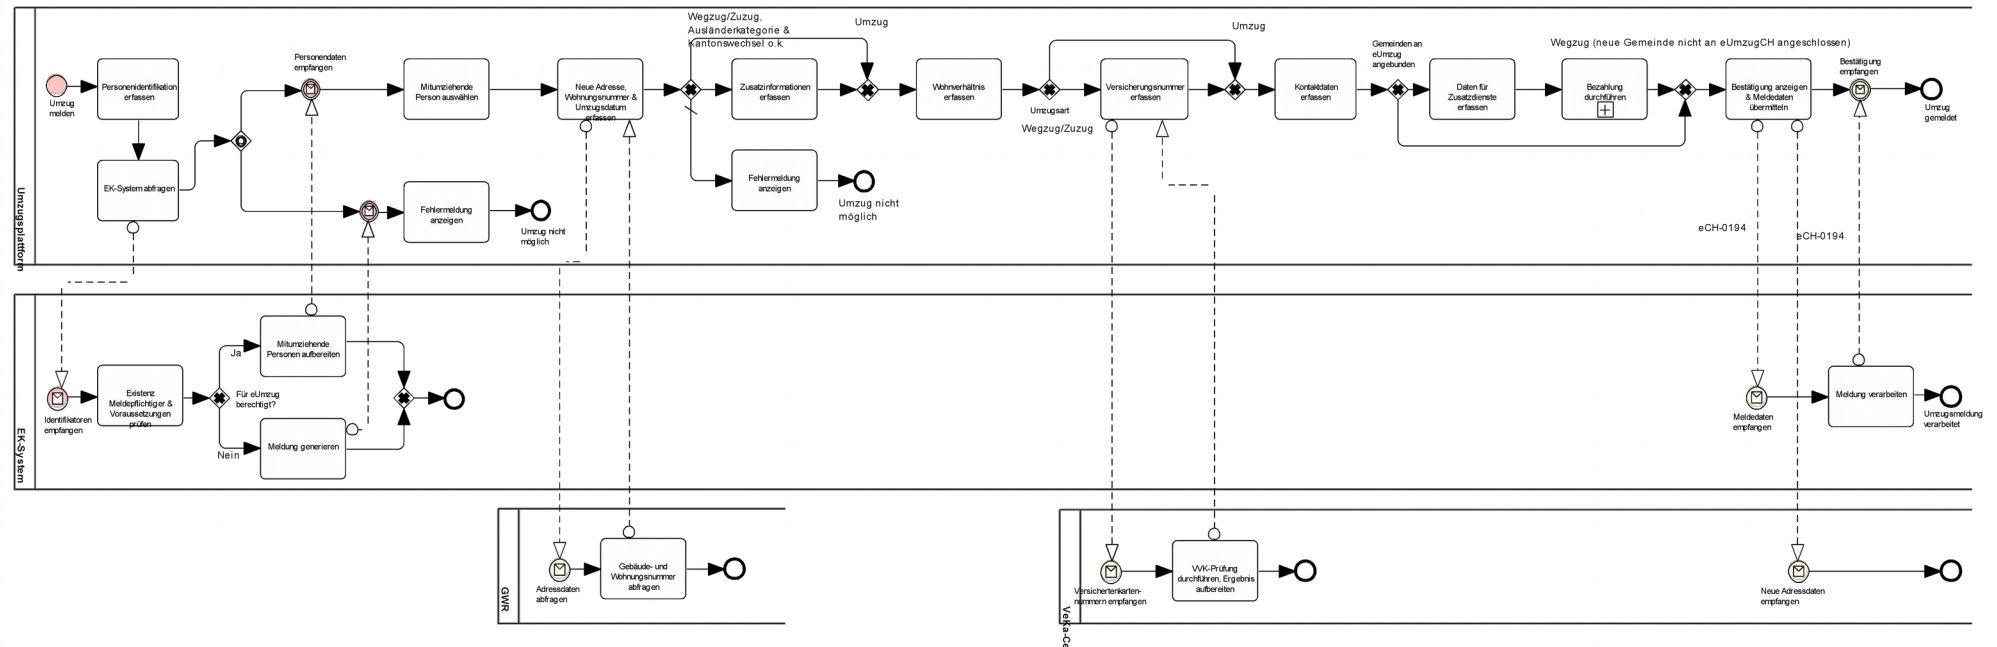 Umzugsplattform
Umzug
melden
Personenidentifikation
erfassen
EK-System abfragen
Personendaten
empfangen
Mitumziehende
Person auswählen
Fehlermeldung
anzeigen
Umzug nicht
möglich
Neue Adresse,
Wohnungsnummer &
Umzugsdatum
erfassen
Wegzug/Zuzug,
Ausländerkategorie &
Kantonswechsel o.k.
Umzug
Zusatzinformationen
erfassen
Fehlermeldung
anzeigen
Umzug nicht
möglich
Wohnverhältnis
erfassen
Umzugsart
Wegzug/Zuzug
Umzug
Versicherungsnummer
erfassen
Kontaktdaten
erfassen
Gemeinden an
eUmzug
angebunden
Daten für
Zusatzdienste
erfassen
Wegzug (neue Gemeinde nicht an eUmzugCH angeschlossen)
Bezahlung
durchführen
Bestätigung anzeigen
& Meldedaten
übermitteln
Bestätigung
empfangen
Umzug
gemeldet
eCH-0194
eCH-0194
EK-System
Identifikatoren
empfangen
Existenz
Meldepflichtiger &
Voraussetzungen
prüfen
Für eUmzug
berechtigt?
Ja
Nein
Mitumziehende
Personen aufbereiten
Meldung generieren
Meldedaten
empfangen
Meldung verarbeiten
Umzugsmeldung
verarbeitet
GWR
Adressdaten
abfragen
Gebäude- und
Wohnungsnummer
abfragen
VeKa-Ce
Versichertenkarten-
nummern empfangen
VVK-Prüfung
durchführen, Ergebnis
aufbereiten
Neue Adressdaten
empfangen